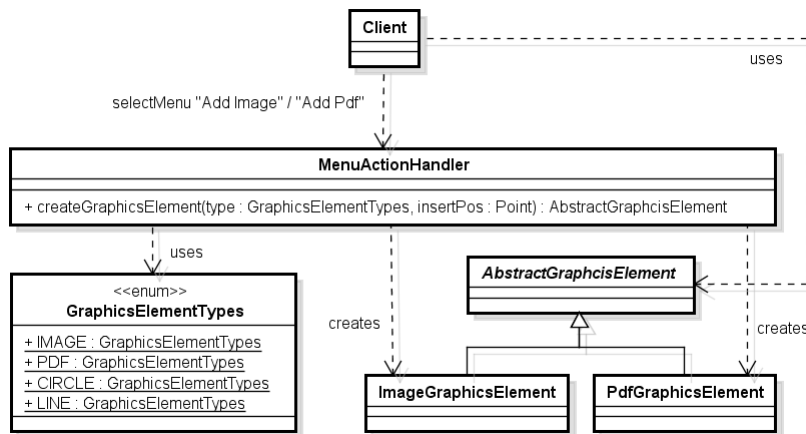 Client
uses
selectMenu "Add Image" / "Add Pdf"
MenuActionHandler
+ createGraphicsElement(type : GraphicsElementTypes, insertPos : Point) : AbstractGraphcisElement
uses
<<enum>>
GraphicsElementTypes
+ IMAGE : GraphicsElementTypes
+ PDF : GraphicsElementTypes
+ CIRCLE : GraphicsElementTypes
+ LINE : GraphicsElementTypes
AbstractGraphcisElement
creates
creates
ImageGraphicsElement
PdfGraphicsElement